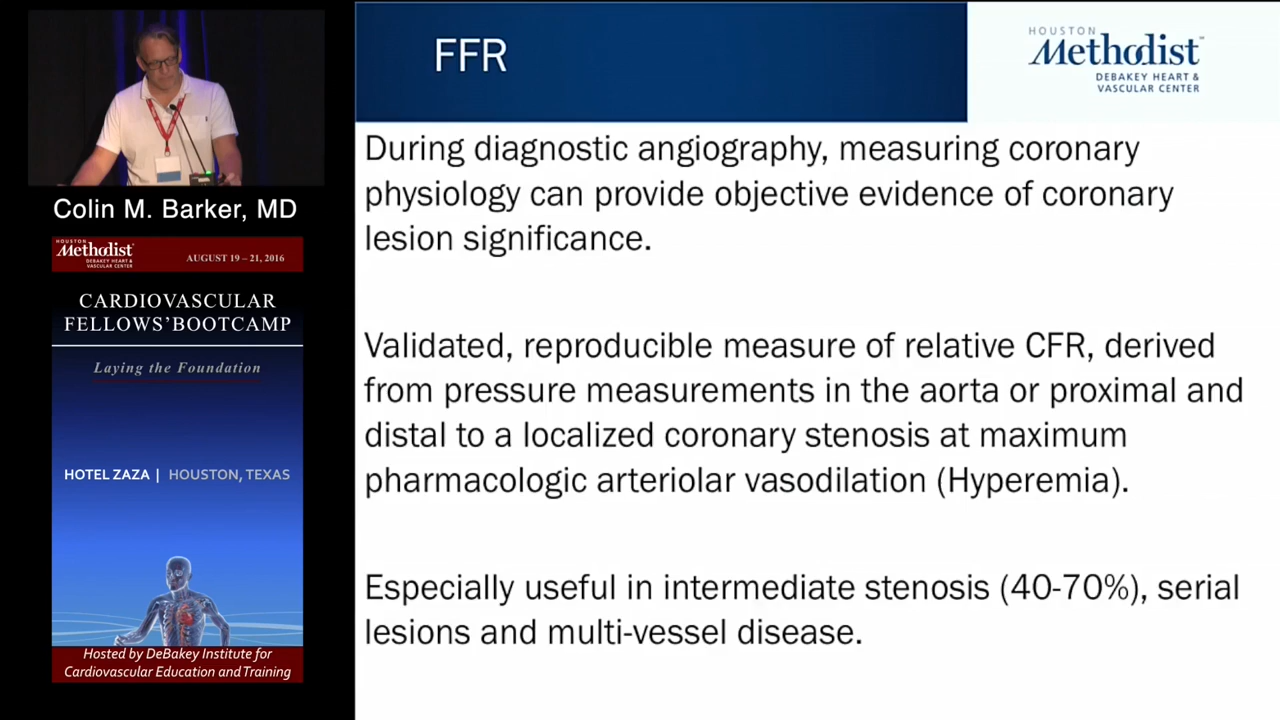 FFR
HOUSTON
Methodist
DEBAKEY HEART &
VASCULAR CENTER
During diagnostic angiography, measuring coronary
physiology can provide objective evidence of coronary
lesion significance.
Validated, reproducible measure of relative CFR, derived
from pressure measurements in the aorta or proximal and
distal to a localized coronary stenosis at maximum
pharmacologic arteriolar vasodilation (Hyperemia).
Especially useful in intermediate stenosis (40-70%), serial
lesions and multi-vessel disease.
Colin M. Barker, MD
HOUSTON
Methodist
DEBAKEY HEART &
VASCULAR CENTER
AUGUST 19 – 21, 2016
CARDIOVASCULAR
FELLOWS’ BOOTCAMP
Laying the Foundation
HOTEL ZAZA | HOUSTON, TEXAS
Hosted by DeBakey Institute for
Cardiovascular Education and Training